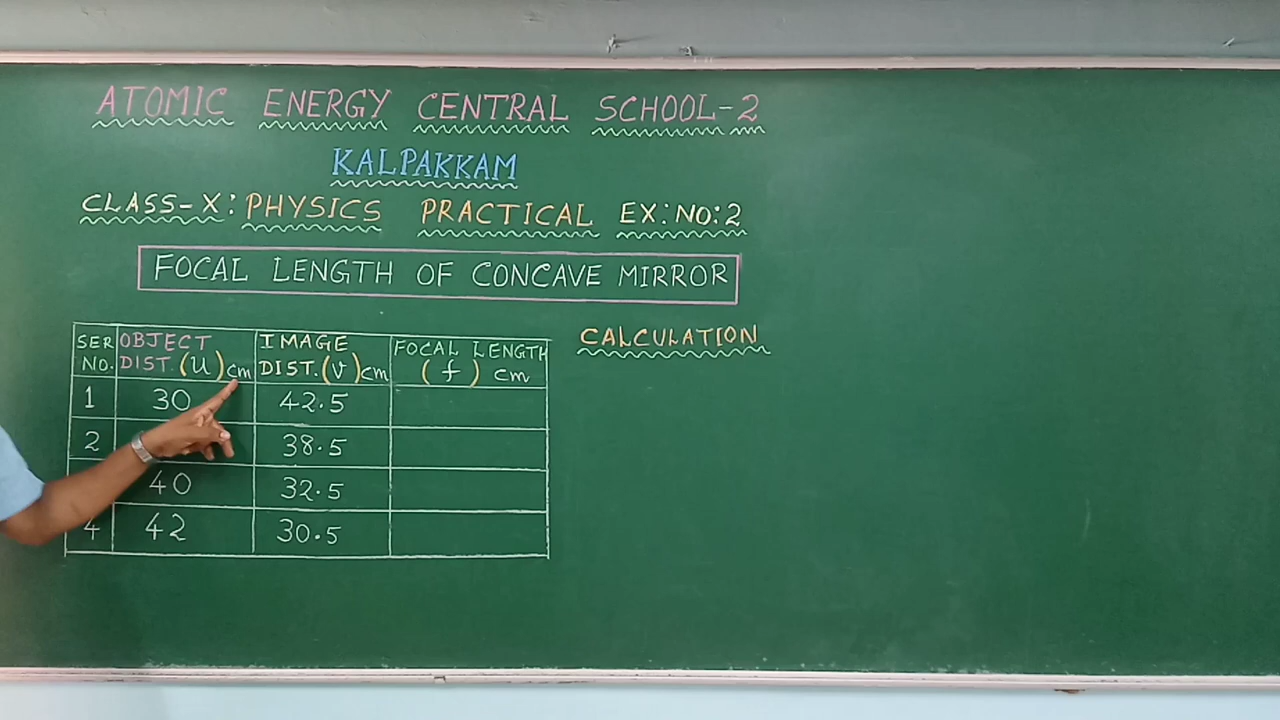 ATOMIC ENERGY CENTRAL SCHOOL-2
KALPAKKAM
CLASS-X: PHYSICS PRACTICAL EX:NO:2
FOCAL LENGTH OF CONCAVE MIRROR
CALCULATION
SER NO. OBJECT DIST. (U) cm IMAGE DIST. (V) cm FOCAL LENGTH (f) cm
1 30 42.5
2 38.5
40 32.5
4 42 30.5